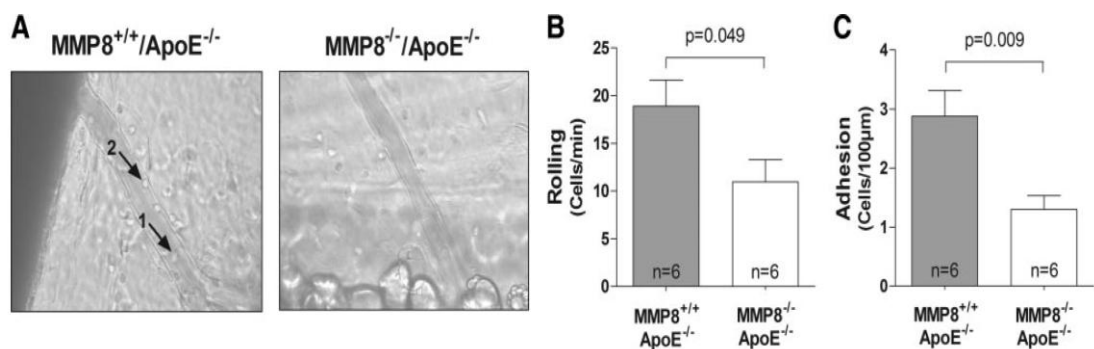 A
MMP8+/+/ApoE-/-
MMP8-/-/ApoE-/-
2
1
B
p=0.049
Rolling
(Cells/min)
25
20
15
10
5
0
n=6
n=6
MMP8+/+
ApoE-/-
MMP8-/-
ApoE-/-
C
p=0.009
Adhesion
(Cells/100µm)
4
3
2
1
0
n=6
n=6
MMP8+/+
ApoE-/-
MMP8-/-
ApoE-/-